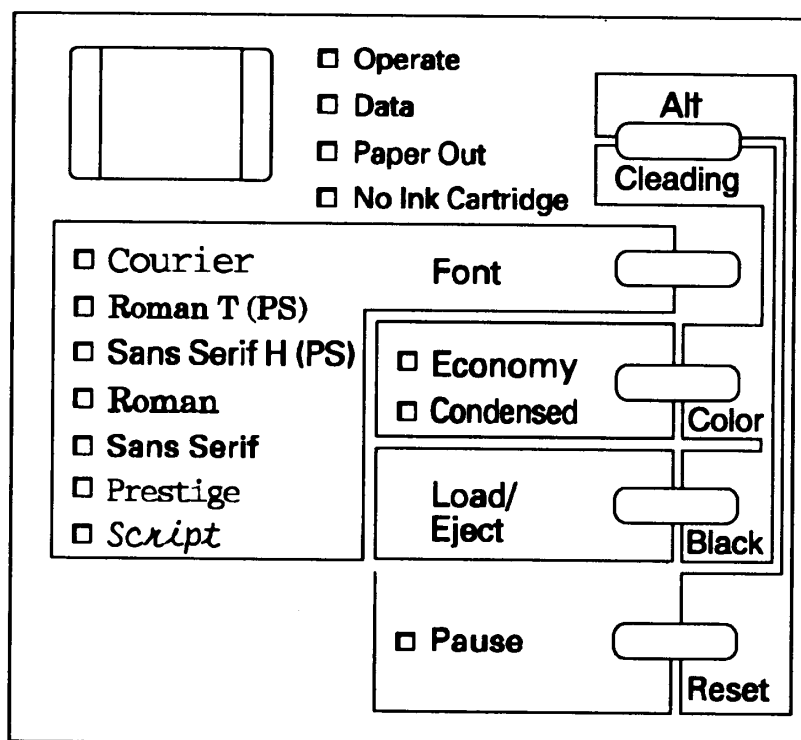 Operate
Data
Paper Out
No Ink Cartridge
Alt
Cleading
Courier
Roman T (PS)
Sans Serif H (PS)
Roman
Sans Serif
Prestige
Script
Font
Economy
Condensed
Color
Load/
Eject
Black
Pause
Reset